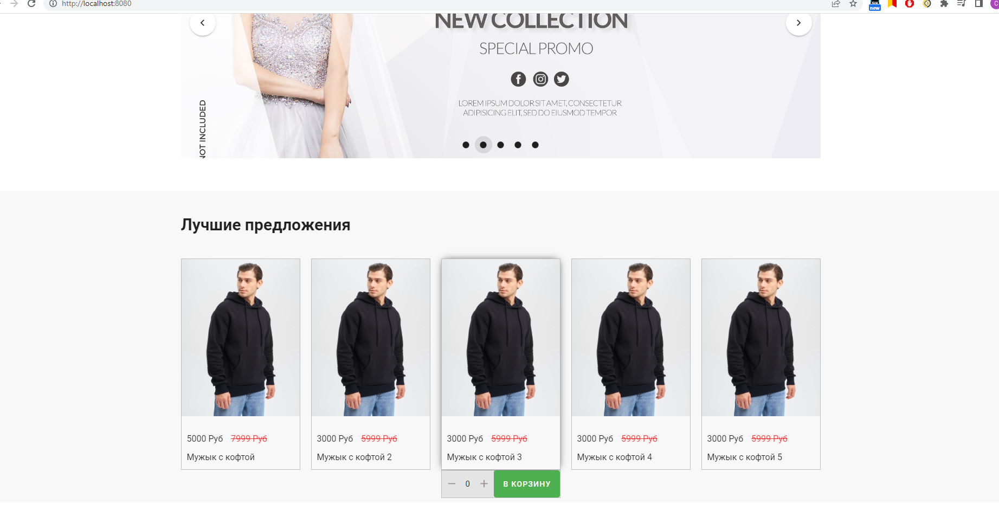 http://localhost:8080
new
C
NEW COLLECTION
SPECIAL PROMO
LOREM IPSUM DOLOR SIT AMET, CONSECTETUR
ADIPISICING ELIT, SED DO EIUSMOD TEMPOR
NOT INCLUDED
Лучшие предложения
5000 Руб 7999 Руб
Мужык с кофтой
3000 Руб 5999 Руб
Мужык с кофтой 2
3000 Руб 5999 Руб
Мужык с кофтой 3
0 В КОРЗИНУ
3000 Руб 5999 Руб
Мужык с кофтой 4
3000 Руб 5999 Руб
Мужык с кофтой 5